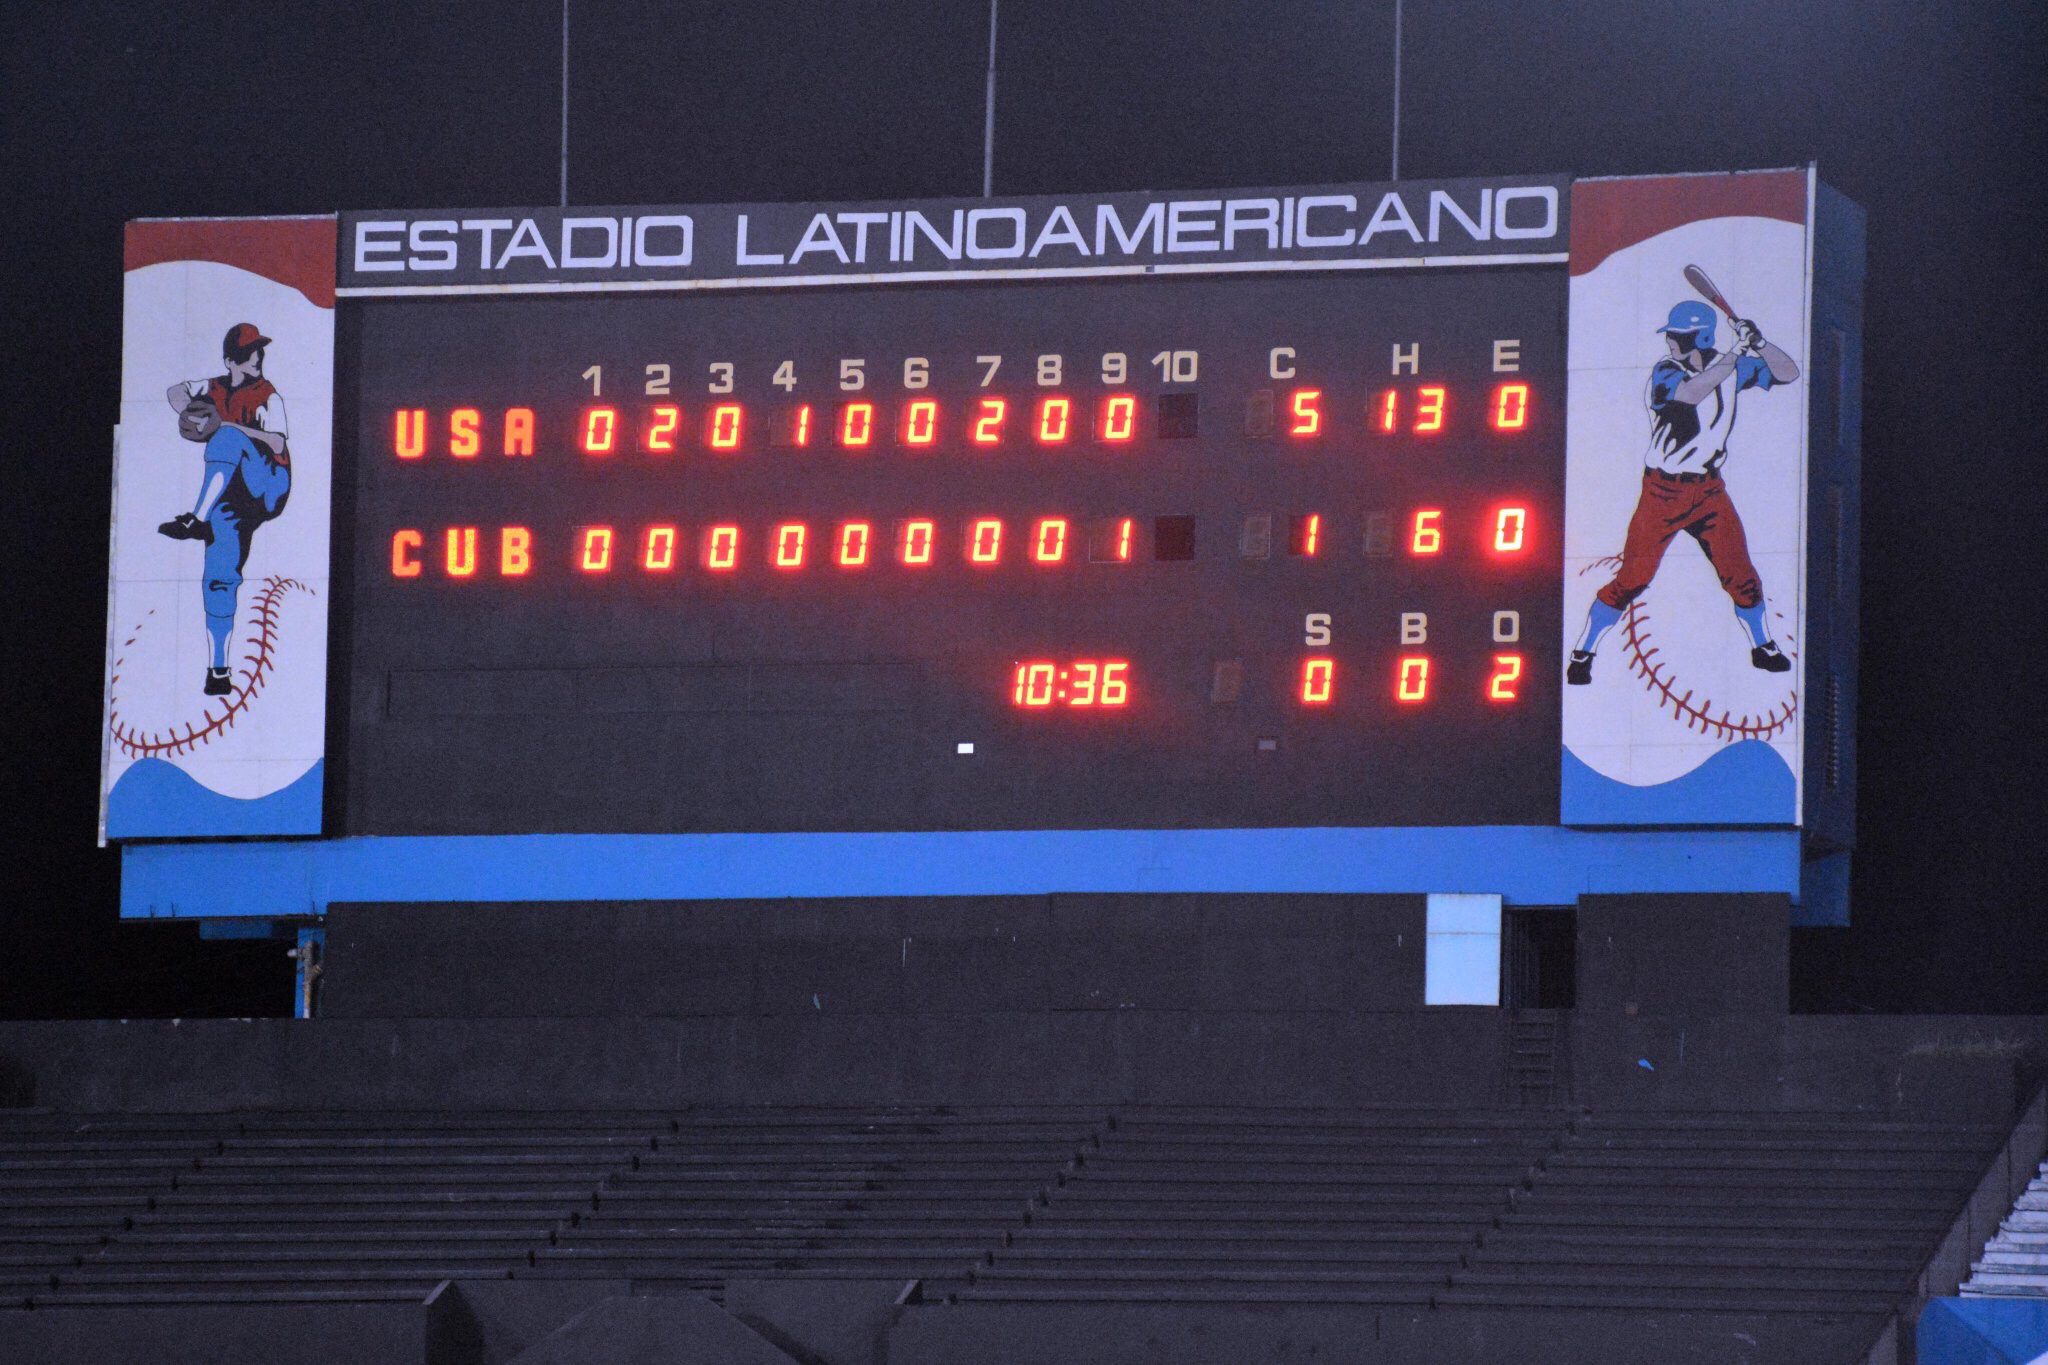 ESTADIO LATINOAMERICANO
1 2 3 4 5 6 7 8 9 10 C H E
USA 0 2 0 1 0 0 2 0 0 5 13 0
CUB 0 0 0 0 0 0 0 0 1 1 6 0
S B O
10:36 0 0 2